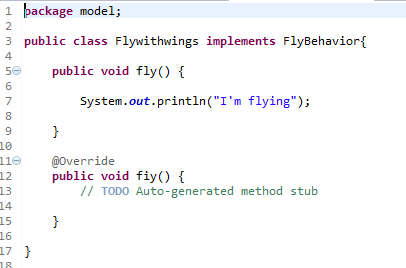 1 package model;
2
3 public class Flywithwings implements FlyBehavior{
4
5 public void fly() {
6
7 System.out.println("I'm flying");
8
9 }
10
11 @Override
12 public void fiy() {
13 // TODO Auto-generated method stub
14
15 }
16
17 }
18